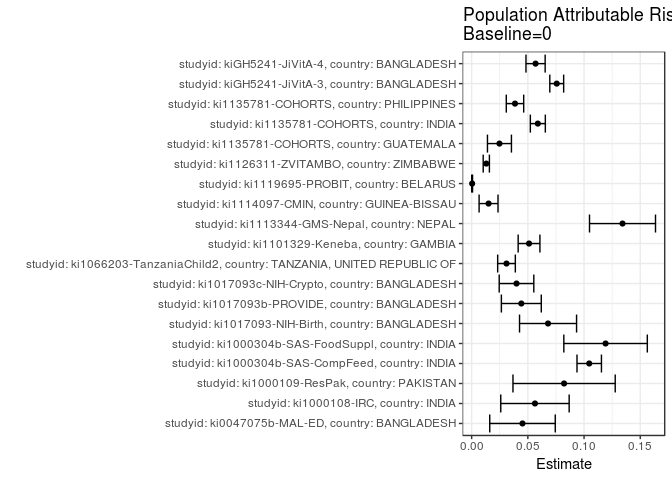 Population Attributable Ris
Baseline=0
studyid: kiGH5241-JiVitA-4, country: BANGLADESH
studyid: kiGH5241-JiVitA-3, country: BANGLADESH
studyid: ki1135781-COHORTS, country: PHILIPPINES
studyid: ki1135781-COHORTS, country: INDIA
studyid: ki1135781-COHORTS, country: GUATEMALA
studyid: ki1126311-ZVITAMBO, country: ZIMBABWE
studyid: ki1119695-PROBIT, country: BELARUS
studyid: ki1114097-CMIN, country: GUINEA-BISSAU
studyid: ki1113344-GMS-Nepal, country: NEPAL
studyid: ki1101329-Keneba, country: GAMBIA
studyid: ki1066203-TanzaniaChild2, country: TANZANIA, UNITED REPUBLIC OF
studyid: ki1017093c-NIH-Crypto, country: BANGLADESH
studyid: ki1017093b-PROVIDE, country: BANGLADESH
studyid: ki1017093-NIH-Birth, country: BANGLADESH
studyid: ki1000304b-SAS-FoodSuppl, country: INDIA
studyid: ki1000304b-SAS-CompFeed, country: INDIA
studyid: ki1000109-ResPak, country: PAKISTAN
studyid: ki1000108-IRC, country: INDIA
studyid: ki0047075b-MAL-ED, country: BANGLADESH
0.00 0.05 0.10 0.15
Estimate